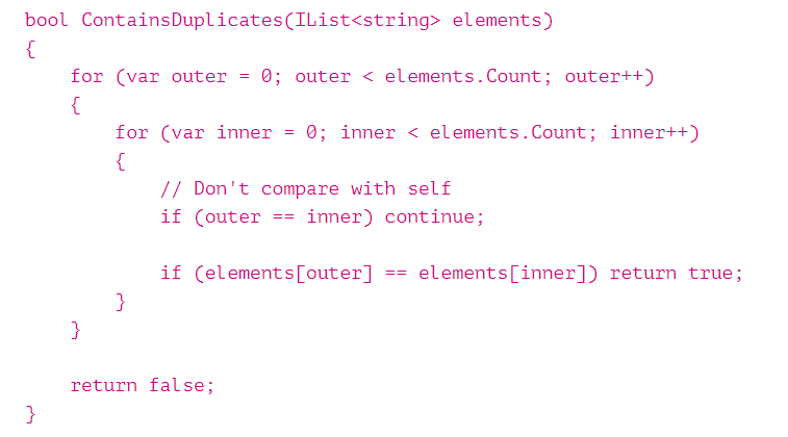 bool ContainsDuplicates(IList<string> elements)
{
    for (var outer = 0; outer < elements.Count; outer++)
    {
        for (var inner = 0; inner < elements.Count; inner++)
        {
            // Don't compare with self
            if (outer == inner) continue;

            if (elements[outer] == elements[inner]) return true;
        }
    }

    return false;
}